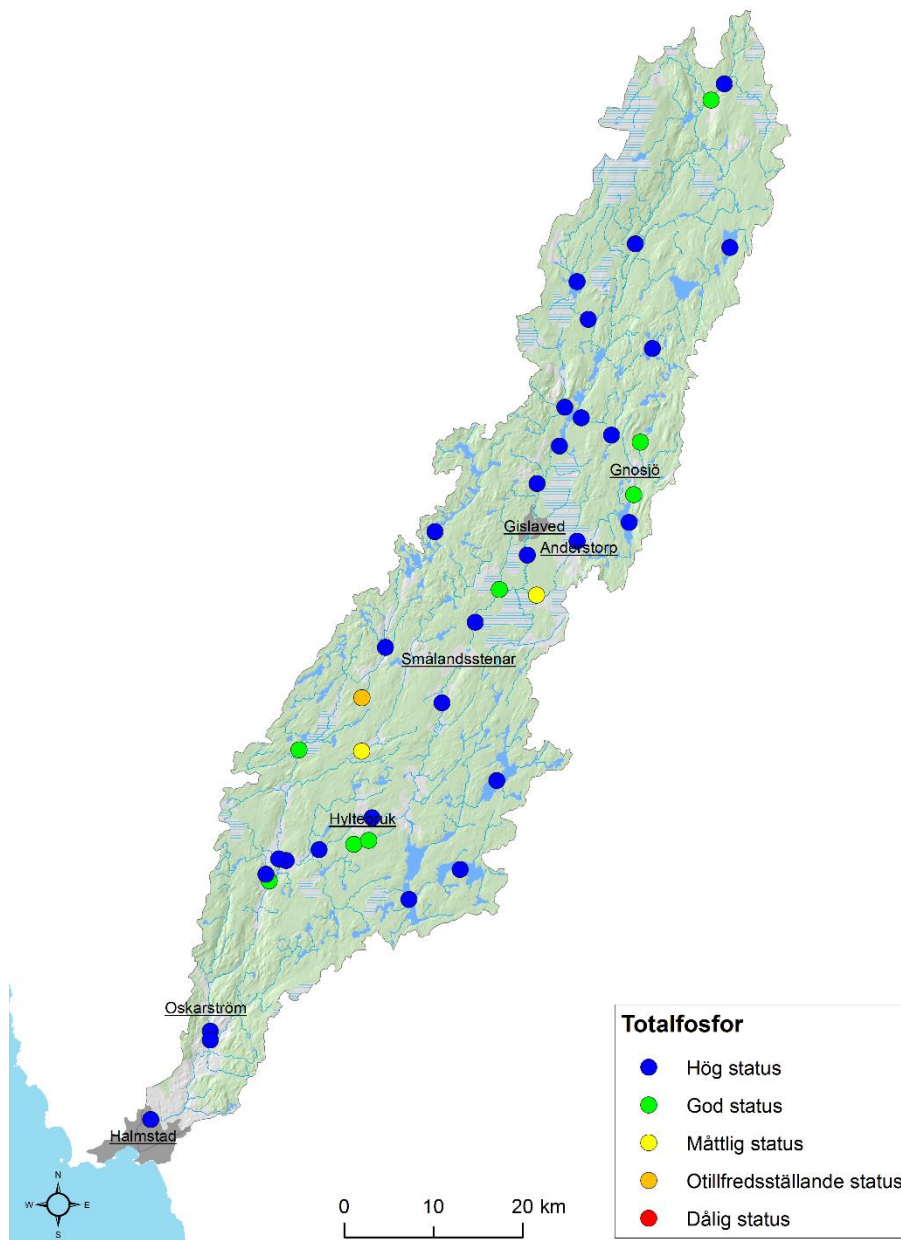 Gnosjö
Gislaved
Anderstorp
Smålandsstenar
Hyltebruk
Oskarström
Halmstad
Totalfosfor
Hög status
God status
Måttlig status
Otillfredsställande status
Dålig status
N
W E
S
0 10 20 km